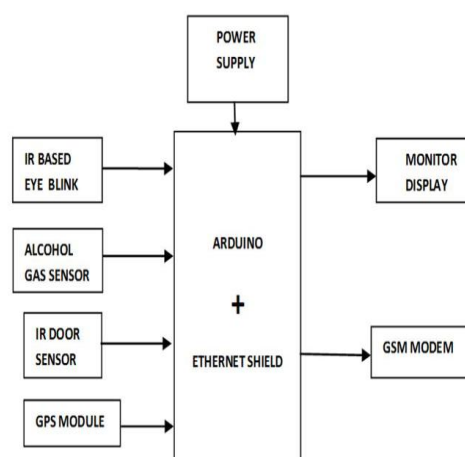 POWER
SUPPLY
IR BASED
EYE BLINK
MONITOR
DISPLAY
ALCOHOL
GAS SENSOR
ARDUINO
+
ETHERNET SHIELD
IR DOOR
SENSOR
GSM MODEM
GPS MODULE